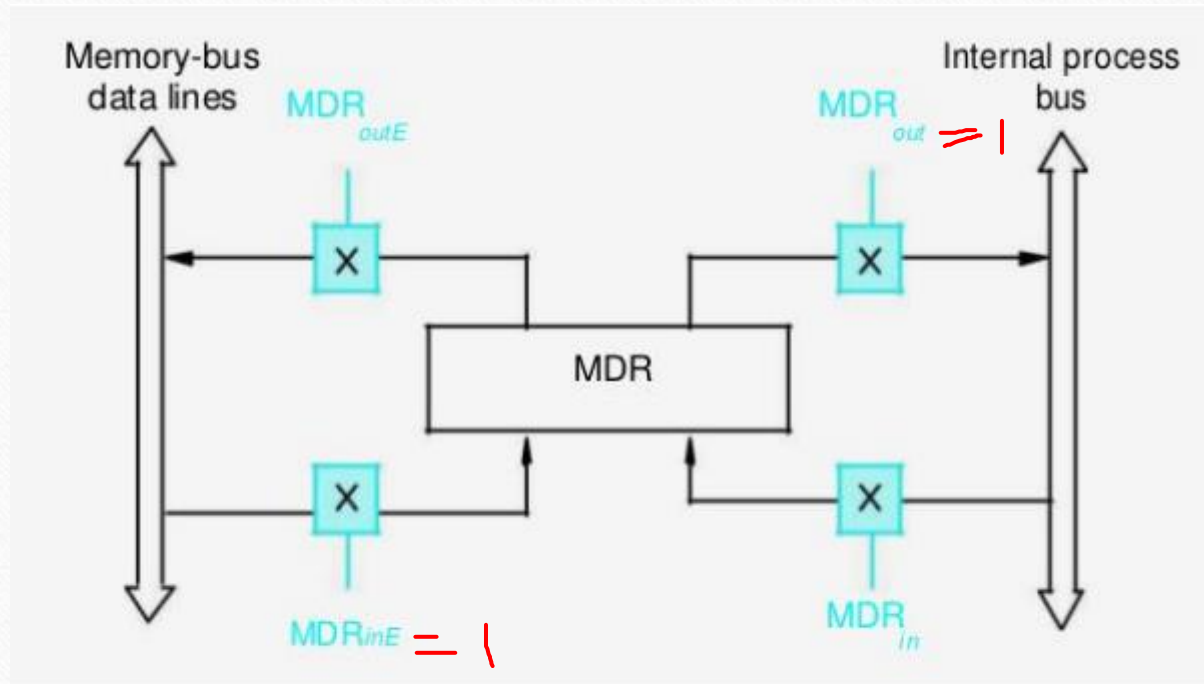 Memory-bus
data lines
Internal process
bus
MDR outE
MDR out = 1
X
X
MDR
X
X
MDRinE = 1
MDR in